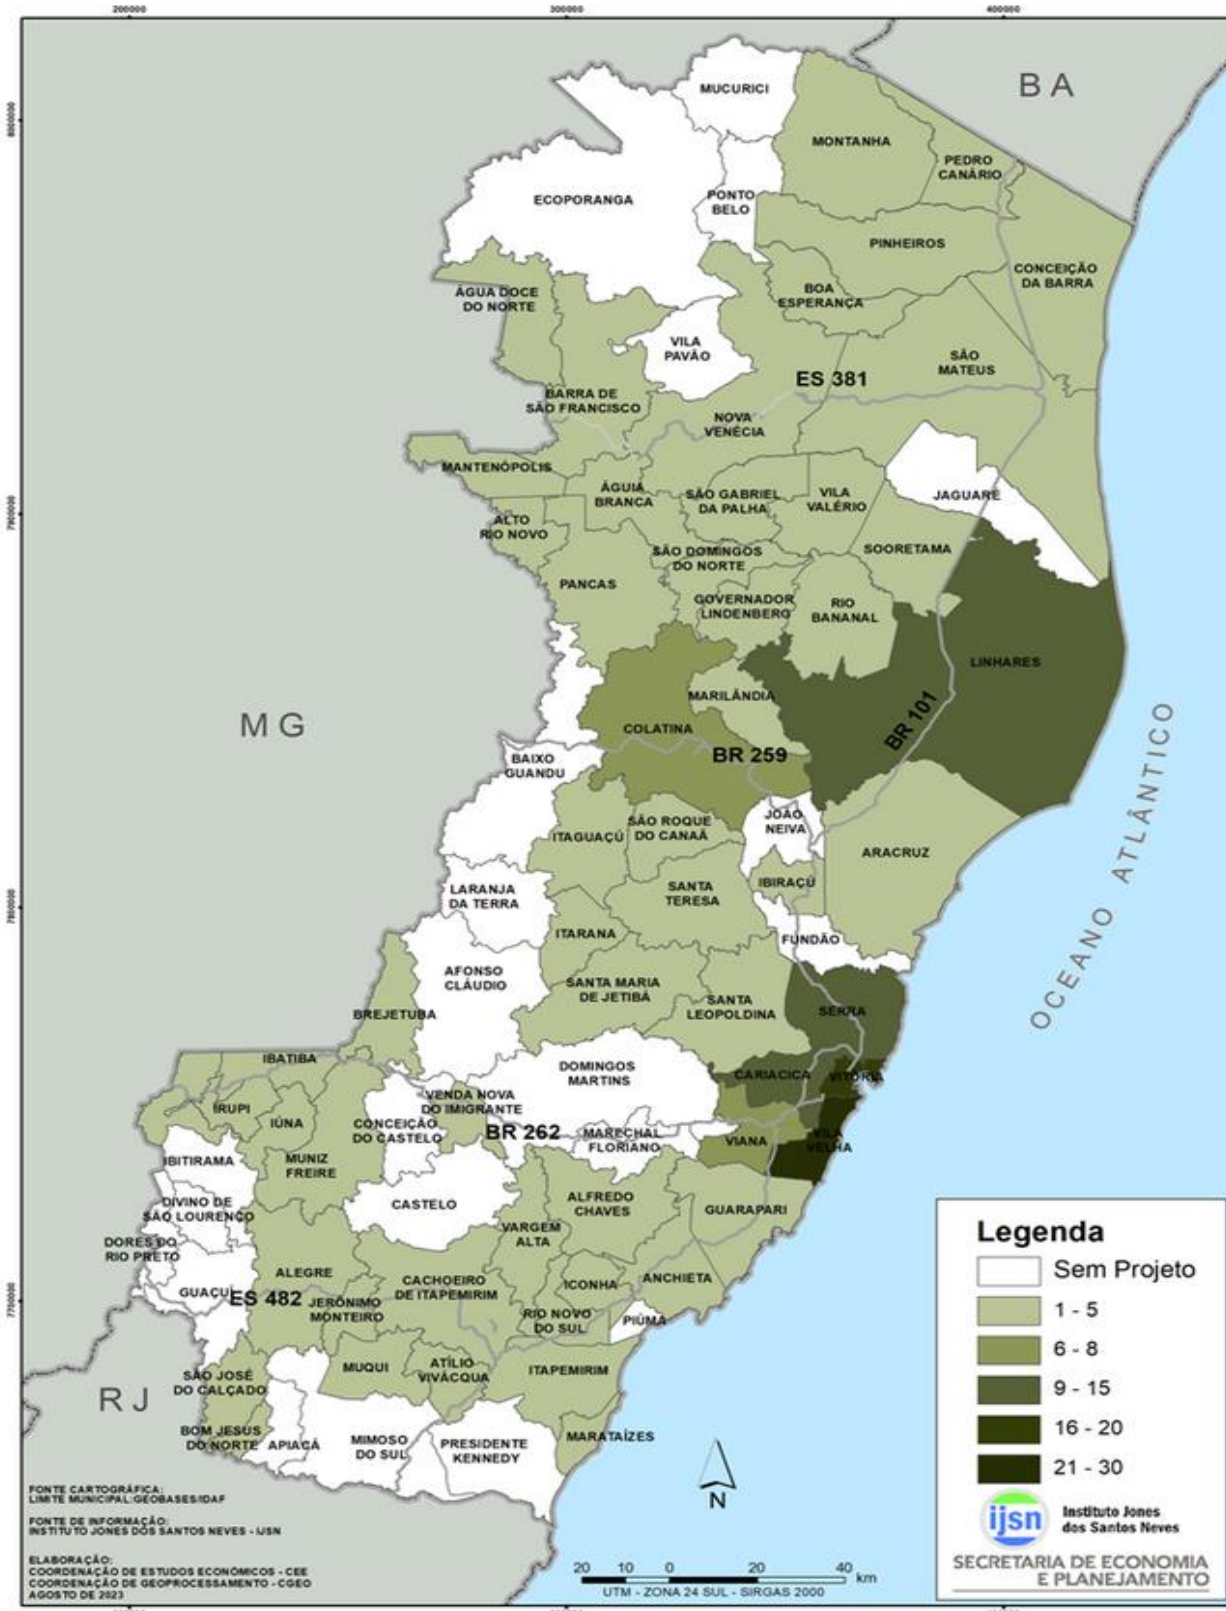 200000
300000
400000
8000000
7900000
7800000
7700000
BA
MG
RJ
OCEANO ATLÂNTICO
MUCURICI
MONTANHA
PEDRO
CANÁRIO
ECOPORANGA
PONTO
BELO
PINHEIROS
CONCEIÇÃO
DA BARRA
ÁGUA DOCE
DO NORTE
BOA
ESPERANÇA
VILA
PAVÃO
SÃO
MATEUS
ES 381
BARRA DE
SÃO FRANCISCO
NOVA
VENÉCIA
MANTENÓPOLIS
ÁGUIA
BRANCA
SÃO GABRIEL
DA PALHA
VILA
VALÉRIO
JAGUARÉ
ALTO
RIO NOVO
SOORETAMA
SÃO DOMINGOS
DO NORTE
PANCAS
GOVERNADOR
LINDENBERG
RIO
BANANAL
LINHARES
MARILÂNDIA
BR 101
COLATINA
BR 259
BAIXO
GUANDU
JOÃO
NEIVA
ITAGUAÇÚ
SÃO ROQUE
DO CANAÃ
ARACRUZ
LARANJA
DA TERRA
SANTA
TERESA
IBIRAÇÚ
ITARANA
FUNDÃO
AFONSO
CLÁUDIO
SANTA MARIA
DE JETIBÁ
SANTA
LEOPOLDINA
SERRA
BREJETUBA
IBATIBA
DOMINGOS
MARTINS
CARIACICA
VITÓRIA
IRUPI
IÚNA
VENDA NOVA
DO IMIGRANTE
CONCEIÇÃO
DO CASTELO
BR 262
MARECHAL
FLORIANO
VIANA
VILA
VELHA
IBITIRAMA
MUNIZ
FREIRE
CASTELO
ALFREDO
CHAVES
GUARAPARI
DIVINO DE
SÃO LOURENÇO
VARGEM
ALTA
DORES DO
RIO PRETO
ALEGRE
CACHOEIRO
DE ITAPEMIRIM
ICONHA
ANCHIETA
GUAÇUÍ
ES 482
JERÔNIMO
MONTEIRO
RIO NOVO
DO SUL
PIÚMA
SÃO JOSÉ
DO CALÇADO
MUQUI
ATÍLIO
VIVÁCQUA
ITAPEMIRIM
BOM JESUS
DO NORTE
APIACÁ
MIMOSO
DO SUL
PRESIDENTE
KENNEDY
MARATAÍZES
N
20 10 0 20 40 km
UTM - ZONA 24 SUL - SIRGAS 2000
FONTE CARTOGRÁFICA:
LIMITE MUNICIPAL:GEOBASES/IDAF
FONTE DE INFORMAÇÃO:
INSTITUTO JONES DOS SANTOS NEVES - IJSN
ELABORAÇÃO:
COORDENAÇÃO DE ESTUDOS ECONÔMICOS - CEE
COORDENAÇÃO DE GEOPROCESSAMENTO - CGEO
AGOSTO DE 2023
Legenda
Sem Projeto
1 - 5
6 - 8
9 - 15
16 - 20
21 - 30
ijsn
Instituto Jones
dos Santos Neves
SECRETARIA DE ECONOMIA
E PLANEJAMENTO